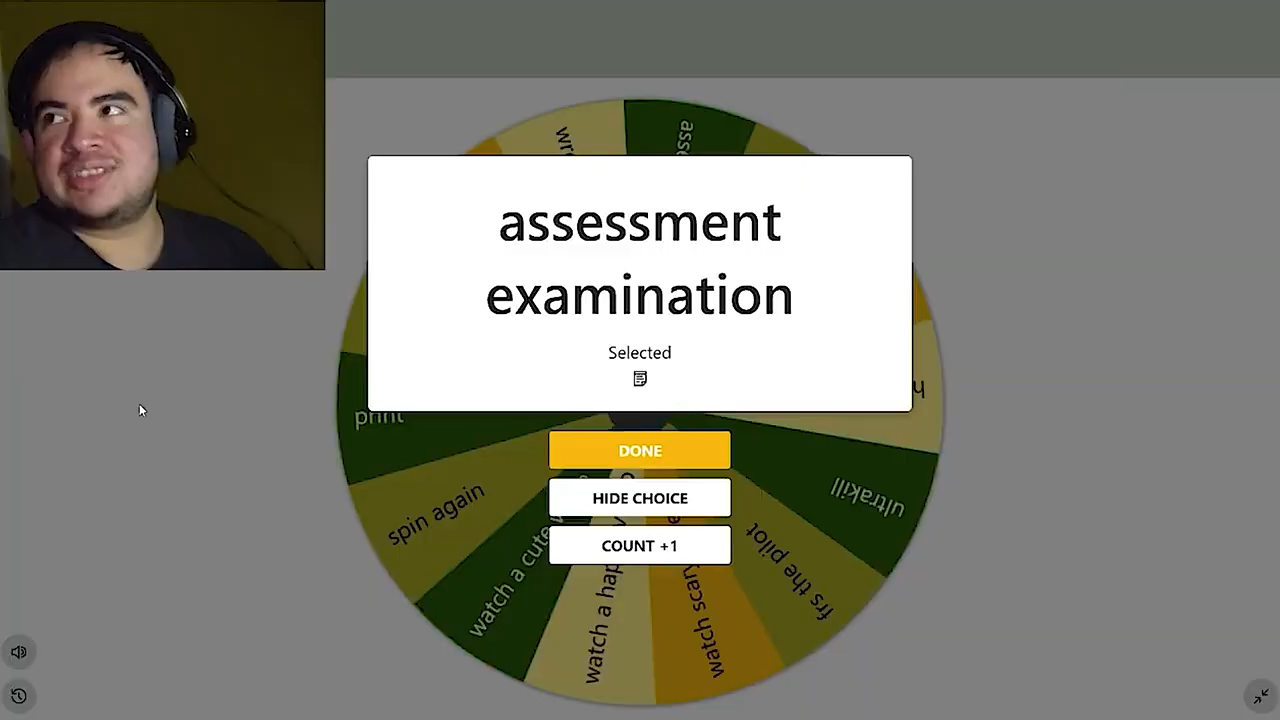 asse
assessment
examination
Selected
print
ultrakill
DONE
spin again
HIDE CHOICE
frs the pilot
COUNT +1
watch a cute
watch a hap
watch scary